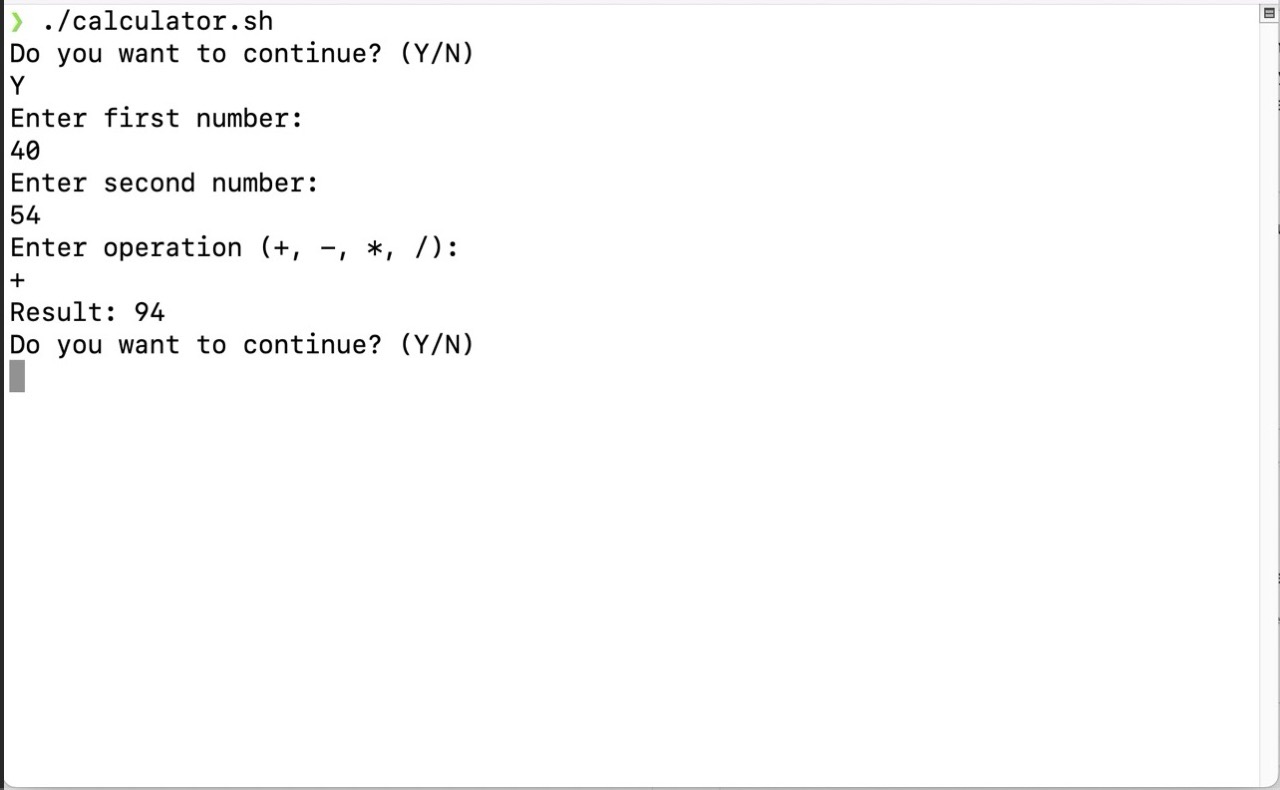 ❯ ./calculator.sh
Do you want to continue? (Y/N)
Y
Enter first number:
40
Enter second number:
54
Enter operation (+, −, *, /):
+
Result: 94
Do you want to continue? (Y/N)